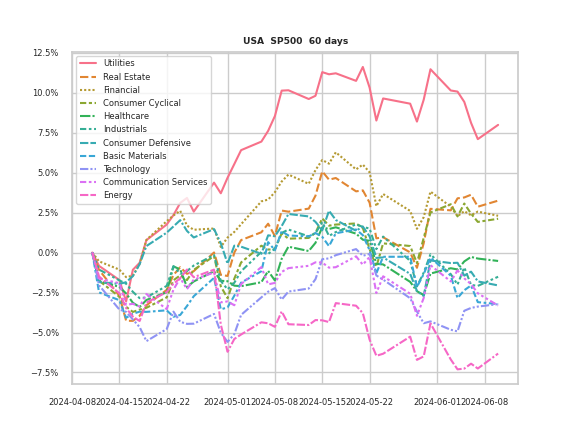 USA SP500 60 days
12.5%
10.0%
7.5%
5.0%
2.5%
0.0%
−2.5%
−5.0%
−7.5%
Utilities
Real Estate
Financial
Consumer Cyclical
Healthcare
Industrials
Consumer Defensive
Basic Materials
Technology
Communication Services
Energy
2024-04-08 2024-04-15 2024-04-22 2024-05-01 2024-05-08 2024-05-15 2024-05-22 2024-06-01 2024-06-08